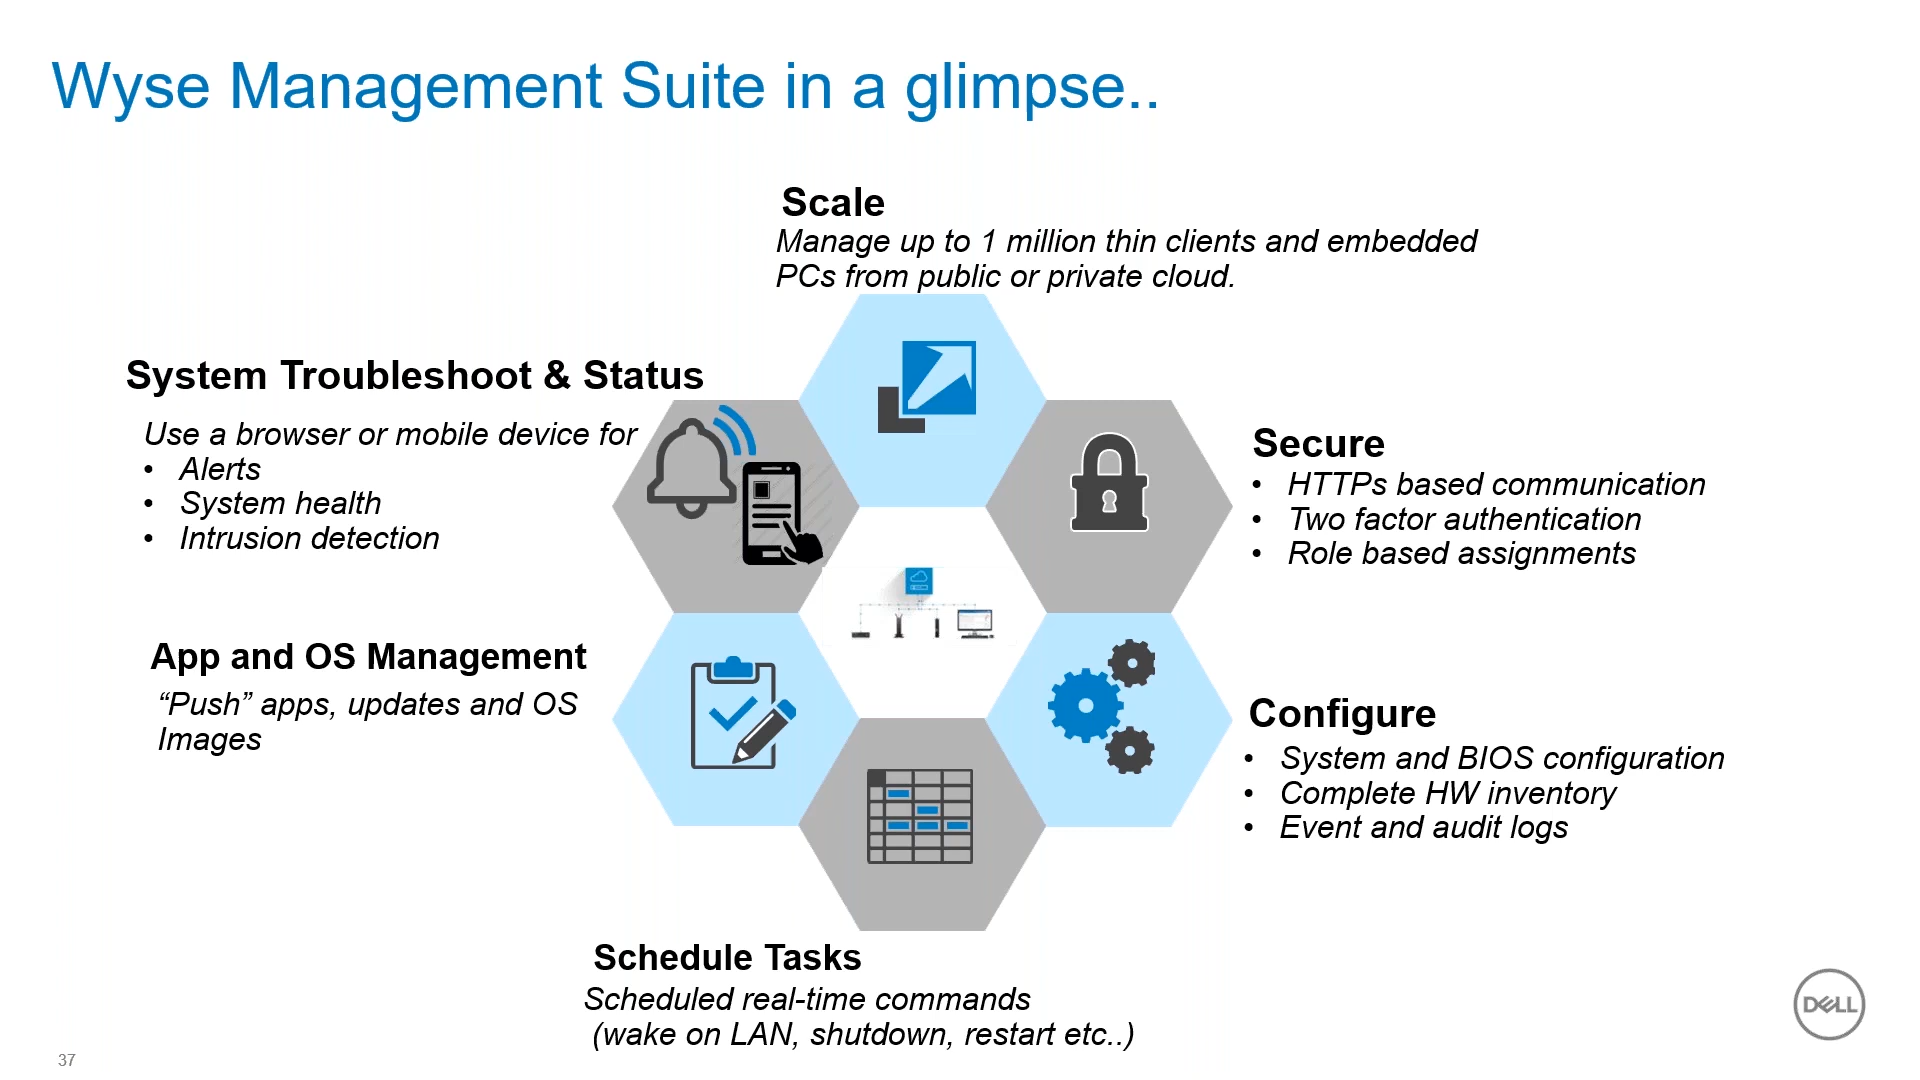 Wyse Management Suite in a glimpse..
Scale
Manage up to 1 million thin clients and embedded
PCs from public or private cloud.
System Troubleshoot & Status
Use a browser or mobile device for
• Alerts
• System health
• Intrusion detection
Secure
• HTTPs based communication
• Two factor authentication
• Role based assignments
App and OS Management
“Push” apps, updates and OS
Images
Configure
• System and BIOS configuration
• Complete HW inventory
• Event and audit logs
Schedule Tasks
Scheduled real-time commands
(wake on LAN, shutdown, restart etc..)
DELL
37